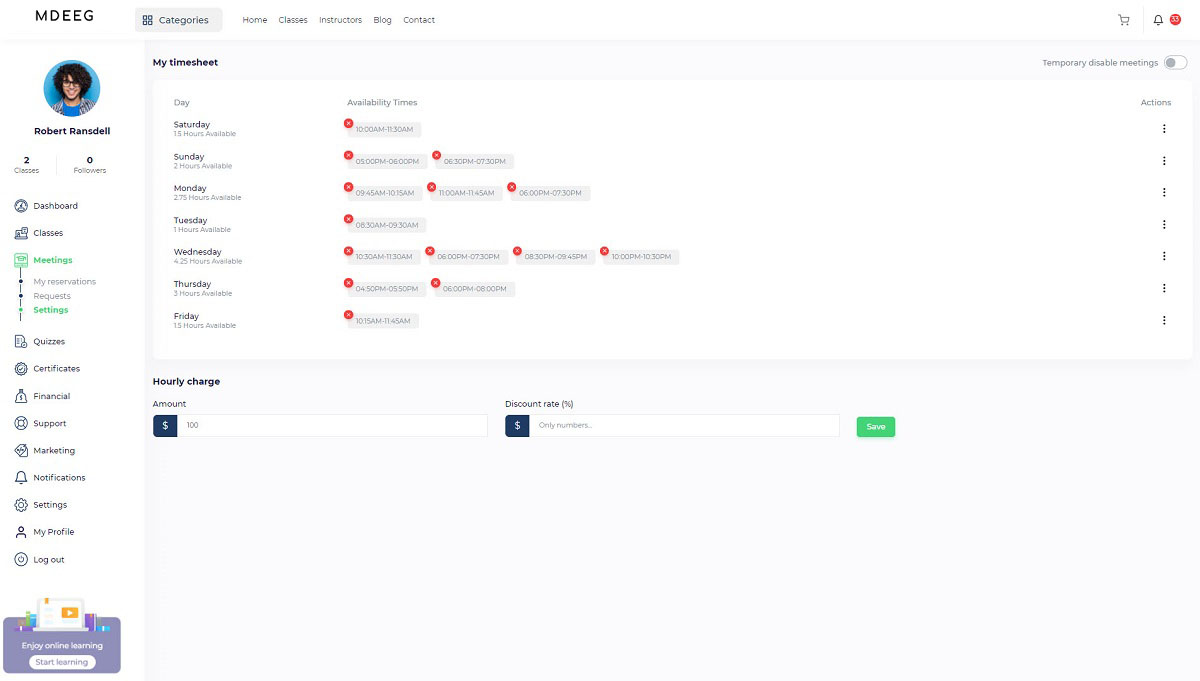 MDEEG
Categories
Home Classes Instructors Blog Contact
33
Robert Ransdell
2 0
Classes Followers
Dashboard
Classes
Meetings
My reservations
Requests
Settings
Quizzes
Certificates
Financial
Support
Marketing
Notifications
Settings
My Profile
Log out
Enjoy online learning
Start learning
My timesheet
Temporary disable meetings
Day Availability Times Actions
Saturday
1.5 Hours Available
10:00AM-11:30AM
Sunday
2 Hours Available
05:00PM-06:00PM 06:30PM-07:30PM
Monday
2.75 Hours Available
09:45AM-10:15AM 11:00AM-11:45AM 06:00PM-07:30PM
Tuesday
1 Hours Available
08:30AM-09:30AM
Wednesday
4.25 Hours Available
10:30AM-11:30AM 06:00PM-07:30PM 08:30PM-09:45PM 10:00PM-10:30PM
Thursday
3 Hours Available
04:50PM-05:50PM 06:00PM-08:00PM
Friday
1.5 Hours Available
10:15AM-11:45AM
Hourly charge
Amount
$ 100
Discount rate (%)
$ Only numbers...
Save